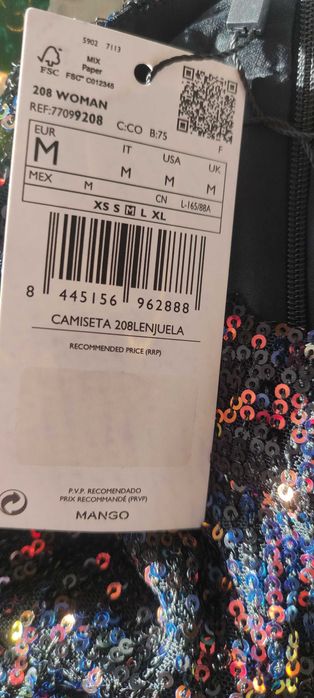 5902 7113
FSC
MIX
Paper
FSC® C012345
208 WOMAN
REF:77099208 C:CO B:75 F
EUR IT USA UK
M M M M
MEX M CN L-165/88A
XS S M L XL
8 445156 962888
CAMISETA 208LENJUELA
RECOMMENDED PRICE (RRP)
P.V.P. RECOMENDADO
PRIX RECOMMANDÉ (PRVP)
MANGO